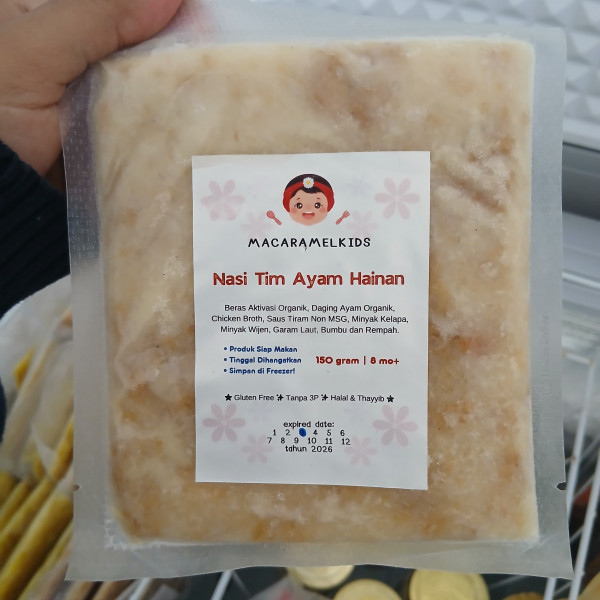 MACARAMELKIDS
Nasi Tim Ayam Hainan
Beras Aktivasi Organik, Daging Ayam Organik,
Chicken Broth, Saus Tiram Non MSG, Minyak Kelapa,
Minyak Wijen, Garam Laut, Bumbu dan Rempah.
• Produk Siap Makan
• Tinggal Dihangatkan
• Simpan di Freezer!
150 gram | 8 mo+
★ Gluten Free ✨ Tanpa 3P ✨ Halal & Thayyib ★
expired date:
1 2 4 5 6
7 8 9 10 11 12
tahun 2026